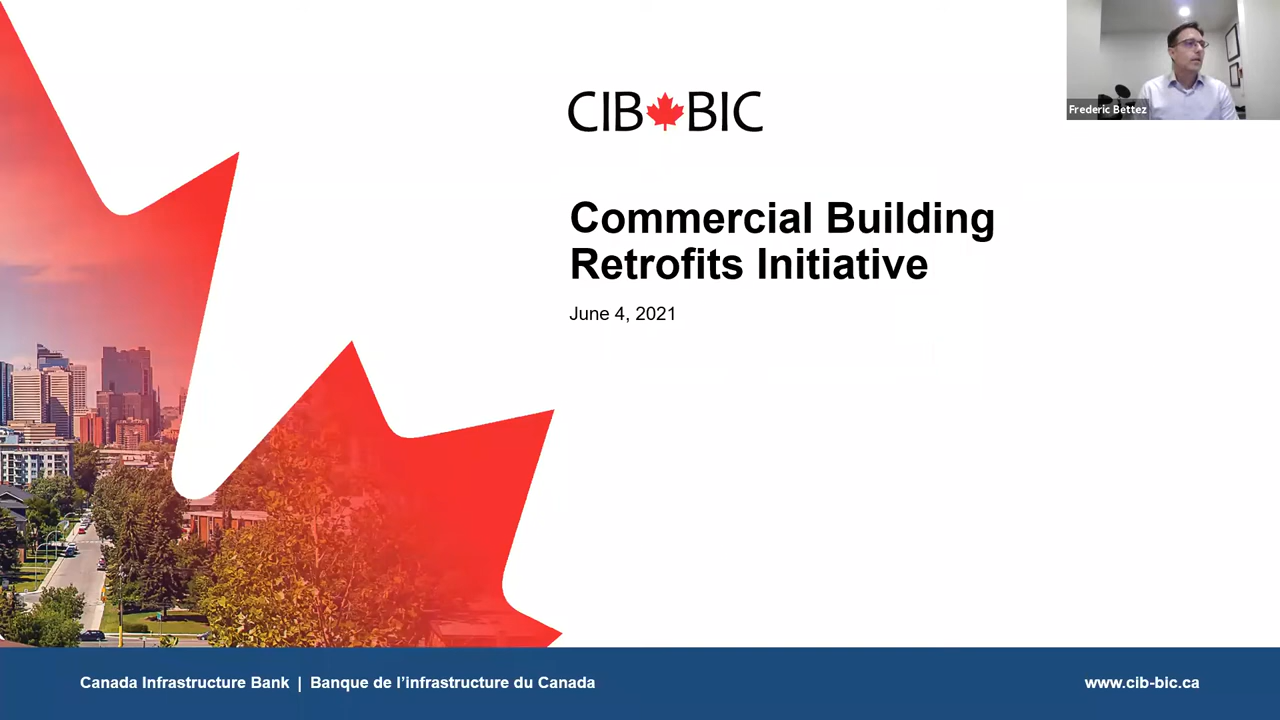 CIB BIC
Frederic Bettez
Commercial Building
Retrofits Initiative
June 4, 2021
Canada Infrastructure Bank | Banque de l'infrastructure du Canada
www.cib-bic.ca